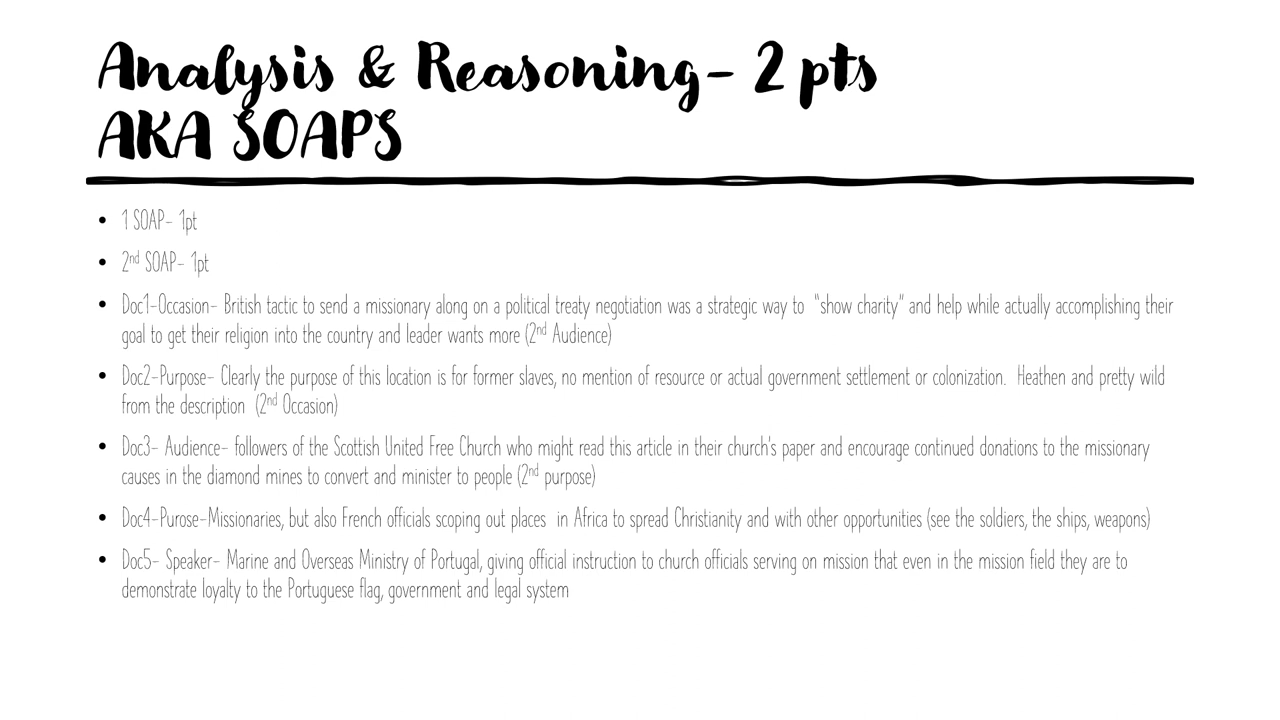 Analysis & Reasoning- 2 pts
AKA SOAPS
• 1 SOAP- 1pt
• 2nd SOAP- 1pt
• Doc1-Occasion- British tactic to send a missionary along on a political treaty negotiation was a strategic way to "show charity" and help while actually accomplishing their
goal to get their religion into the country and leader wants more (2nd Audience)
• Doc2-Purpose- Clearly the purpose of this location is for former slaves, no mention of resource or actual government settlement or colonization. Heathen and pretty wild
from the description (2nd Occasion)
• Doc3- Audience- followers of the Scottish United Free Church who might read this article in their church's paper and encourage continued donations to the missionary
causes in the diamond mines to convert and minister to people (2nd purpose)
• Doc4-Purose-Missionaries, but also French officials scoping out places in Africa to spread Christianity and with other opportunities (see the soldiers, the ships, weapons)
• Doc5- Speaker- Marine and Overseas Ministry of Portugal, giving official instruction to church officials serving on mission that even in the mission field they are to
demonstrate loyalty to the Portuguese flag, government and legal system